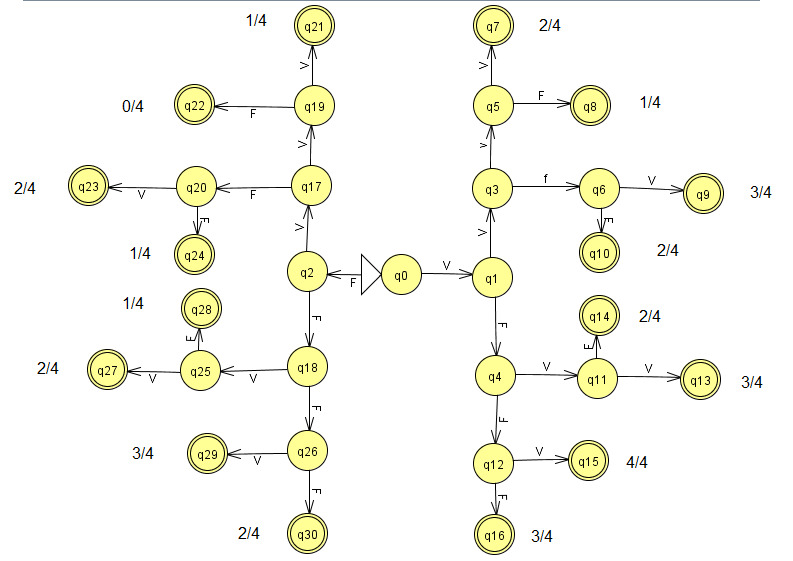 1/4 q21 q7 2/4
V V
0/4 q22 F q19 q5 F q8 1/4
V v
2/4 q23 V q20 F q17 q3 f q6 V q9 3/4
F V V F
1/4 q24 q2 F q0 V q1 q10 2/4
1/4 q28 F F q14 2/4
F F
2/4 q27 V q25 V q18 q4 V q11 V q13 3/4
F F
3/4 q29 V q26 q12 V q15 4/4
F F
2/4 q30 q16 3/4